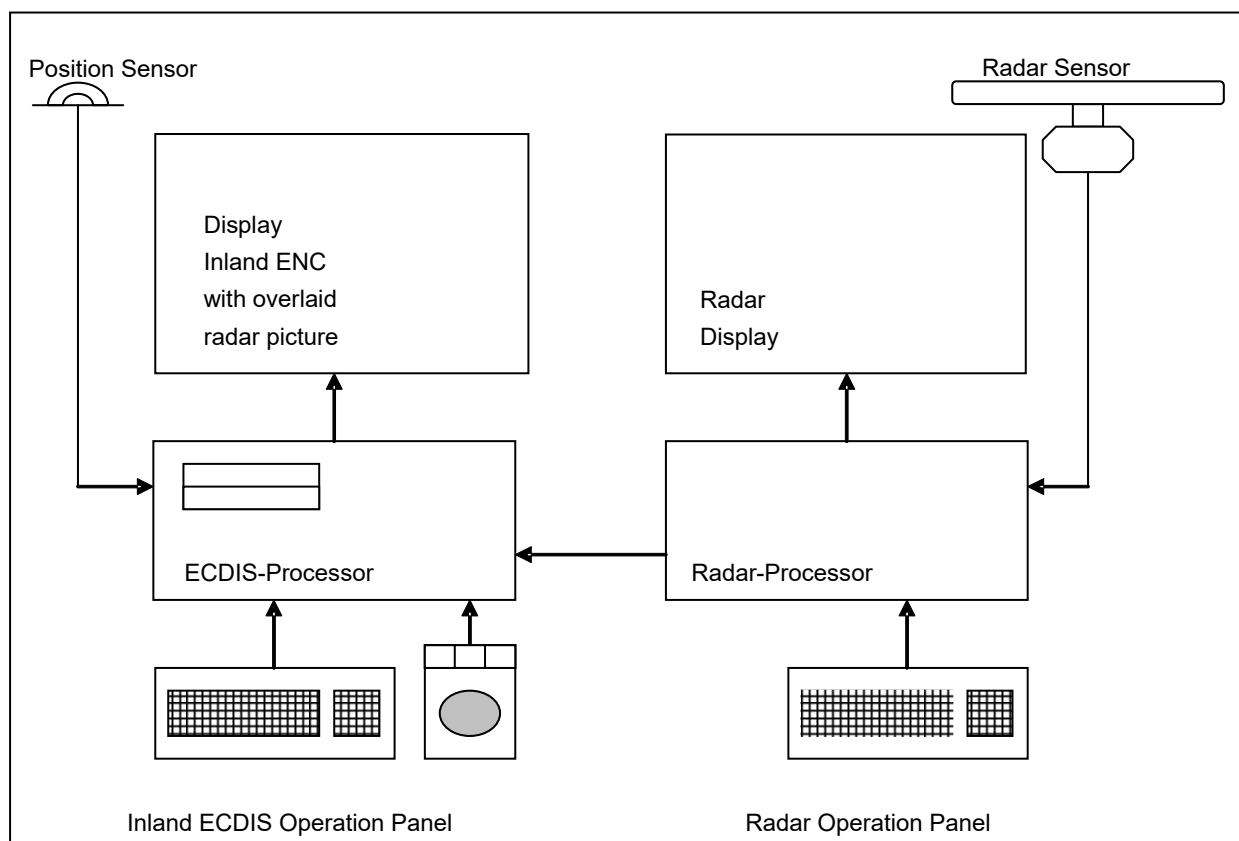 Position Sensor
Radar Sensor
Display
Inland ENC
with overlaid
radar picture
Radar
Display
ECDIS-Processor
Radar-Processor
Inland ECDIS Operation Panel
Radar Operation Panel